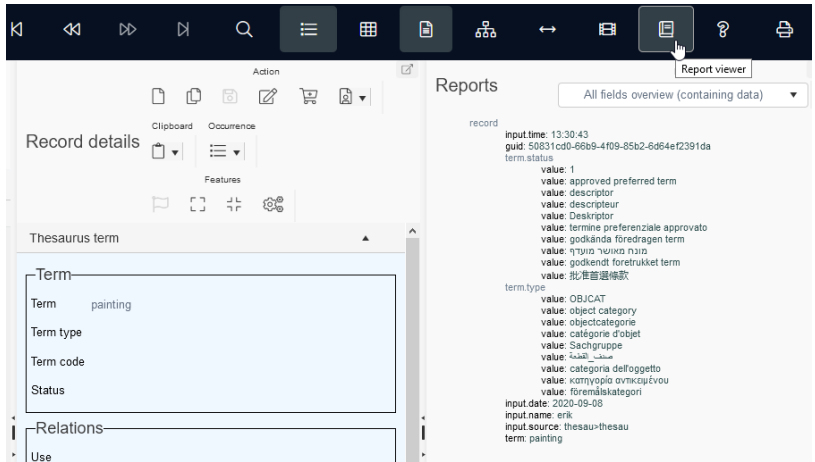 Report viewer
Action
Record details
Clipboard
Occurrence
Features
Thesaurus term
Term
Term
painting
Term type
Term code
Status
Relations
Use
Reports
All fields overview (containing data)
record
input.time: 13:30:43
guid: 50831cd0-66b9-4f09-85b2-6d64ef2391da
term.status
value: 1
value: approved preferred term
value: descriptor
value: descripteur
value: Deskriptor
value: termine preferenziale approvato
value: godkända föredragen term
value: מונח מאושר מועדף
value: godkendt foretrukket term
value: 批准首選條款
term.type
value: OBJCAT
value: object category
value: objectcategorie
value: catégorie d'objet
value: Sachgruppe
value: صنف_القطعة
value: categoria dell'oggetto
value: κατηγορία αντικειμένου
value: föremålskategori
input.date: 2020-09-08
input.name: erik
input.source: thesau>thesau
term: painting